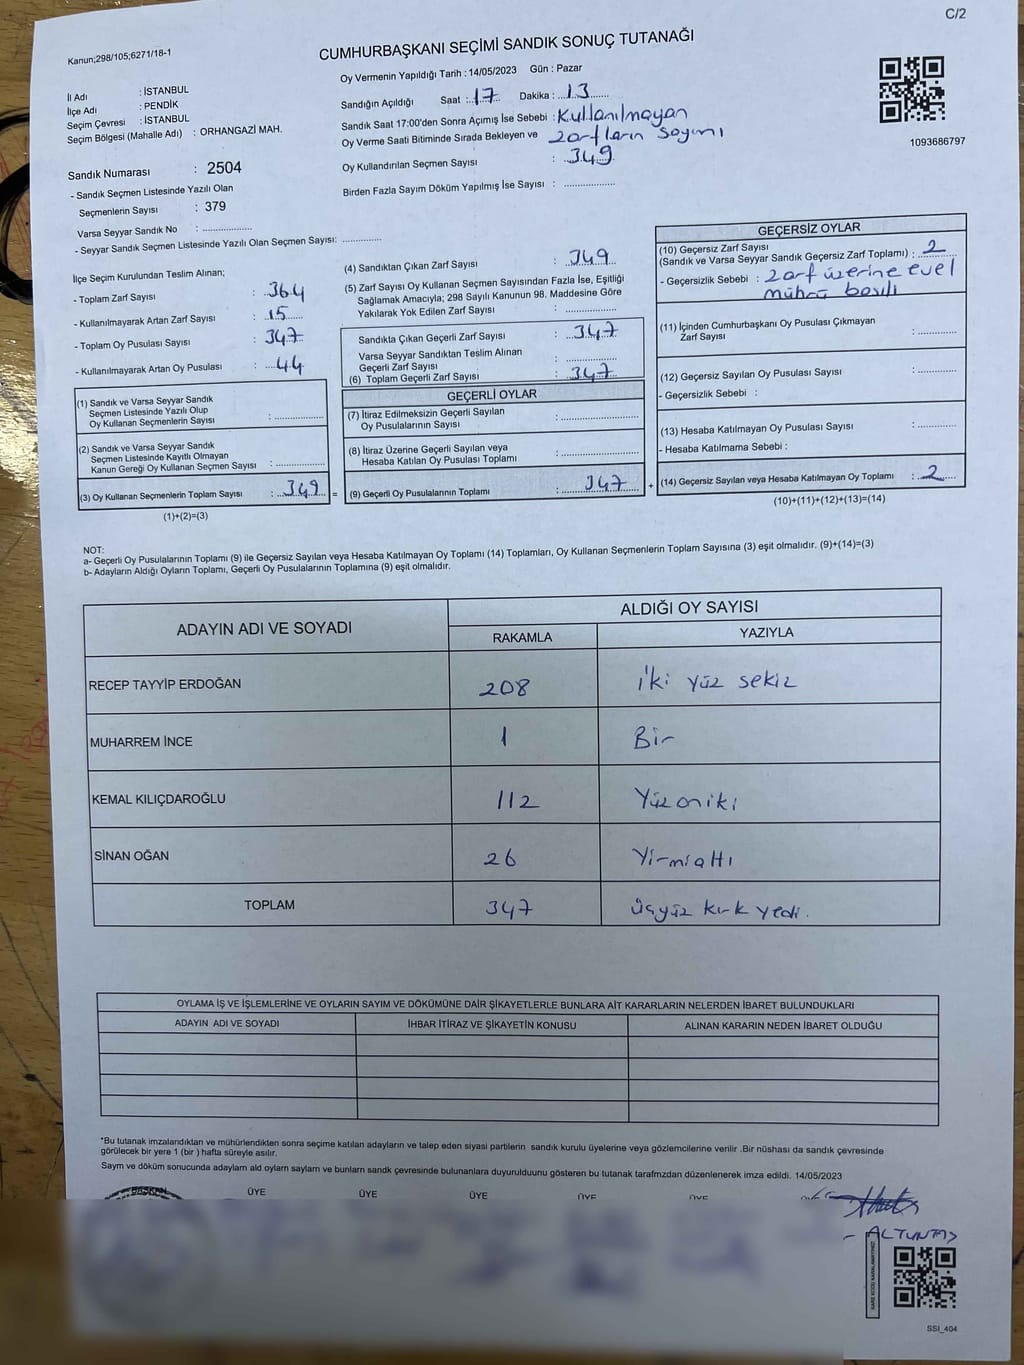 C/2
Kanun;298/105;6271/18-1
CUMHURBAŞKANI SEÇİMİ SANDIK SONUÇ TUTANAĞI
Oy Vermenin Yapıldığı Tarih : 14/05/2023 Gün : Pazar
İl Adı : İSTANBUL
İlçe Adı : PENDİK
Seçim Çevresi : İSTANBUL
Seçim Bölgesi (Mahalle Adı) : ORHANGAZİ MAH.
Sandık Numarası : 2504
- Sandık Seçmen Listesinde Yazılı Olan
Seçmenlerin Sayısı : 379
Varsa Seyyar Sandık No : ................
- Seyyar Sandık Seçmen Listesinde Yazılı Olan Seçmen Sayısı: .............
Sandığın Açıldığı Saat : 17 Dakika : 13
Sandık Saat 17:00'den Sonra Açımış İse Sebebi : Kullanılmayan
zarfların sayımı
Oy Verme Saati Bitiminde Sırada Bekleyen ve
Oy Kullandırılan Seçmen Sayısı : 349
Birden Fazla Sayım Döküm Yapılmış İse Sayısı : ................
1093686797
İlçe Seçim Kurulundan Teslim Alınan;
- Toplam Zarf Sayısı : 364
- Kullanılmayarak Artan Zarf Sayısı : 15
- Toplam Oy Pusulası Sayısı : 347
- Kullanılmayarak Artan Oy Pusulası : 44
(1) Sandık ve Varsa Seyyar Sandık
Seçmen Listesinde Yazılı Olup
Oy Kullanan Seçmenlerin Sayısı : ................
(2) Sandık ve Varsa Seyyar Sandık
Seçmen Listesinde Kayıtlı Olmayan
Kanun Gereği Oy Kullanan Seçmen Sayısı : ................
(3) Oy Kullanan Seçmenlerin Toplam Sayısı : 349 =
(1)+(2)=(3)
(4) Sandıktan Çıkan Zarf Sayısı : 349
(5) Zarf Sayısı Oy Kullanan Seçmen Sayısından Fazla İse, Eşitliği
Sağlamak Amacıyla; 298 Sayılı Kanunun 98. Maddesine Göre
Yakılarak Yok Edilen Zarf Sayısı : ................
Sandıkta Çıkan Geçerli Zarf Sayısı : 347
Varsa Seyyar Sandıktan Teslim Alınan
Geçerli Zarf Sayısı : ................
(6) Toplam Geçerli Zarf Sayısı : 347
GEÇERLİ OYLAR
(7) İtiraz Edilmeksizin Geçerli Sayılan
Oy Pusulalarının Sayısı : ................
(8) İtiraz Üzerine Geçerli Sayılan veya
Hesaba Katılan Oy Pusulası Toplamı : ................
(9) Geçerli Oy Pusulalarının Toplamı : 347 +
GEÇERSİZ OYLAR
(10) Geçersiz Zarf Sayısı
(Sandık ve Varsa Seyyar Sandık Geçersiz Zarf Toplamı) : 2
- Geçersizlik Sebebi : zarf üzerine evel
mühür basılı
(11) İçinden Cumhurbaşkanı Oy Pusulası Çıkmayan
Zarf Sayısı : ............
(12) Geçersiz Sayılan Oy Pusulası Sayısı : ............
- Geçersizlik Sebebi :
(13) Hesaba Katılmayan Oy Pusulası Sayısı : ............
- Hesaba Katılmama Sebebi :
(14) Geçersiz Sayılan veya Hesaba Katılmayan Oy Toplamı : 2
(10)+(11)+(12)+(13)=(14)
NOT:
a- Geçerli Oy Pusulalarının Toplamı (9) ile Geçersiz Sayılan veya Hesaba Katılmayan Oy Toplamı (14) Toplamları, Oy Kullanan Seçmenlerin Toplam Sayısına (3) eşit olmalıdır. (9)+(14)=(3)
b- Adayların Aldığı Oyların Toplamı, Geçerli Oy Pusulalarının Toplamına (9) eşit olmalıdır.
ADAYIN ADI VE SOYADI ALDIĞI OY SAYISI
RAKAMLA YAZIYLA
RECEP TAYYİP ERDOĞAN 208 iki yüz sekiz
MUHARREM İNCE 1 Bir
KEMAL KILIÇDAROĞLU 112 Yüzoniki
SİNAN OĞAN 26 Yirmialtı
TOPLAM 347 üçyüz kırk yedi.
OYLAMA İŞ VE İŞLEMLERİNE VE OYLARIN SAYIM VE DÖKÜMÜNE DAİR ŞİKAYETLERLE BUNLARA AİT KARARLARIN NELERDEN İBARET BULUNDUKLARI
ADAYIN ADI VE SOYADI İHBAR İTİRAZ VE ŞİKAYETİN KONUSU ALINAN KARARIN NEDEN İBARET OLDUĞU
*Bu tutanak imzalandıktan ve mühürlendikten sonra seçime katılan adayların ve talep eden siyasi partilerin sandık kurulu üyelerine veya gözlemcilerine verilir .Bir nüshası da sandık çevresinde
görülecek bir yere 1 (bir ) hafta süreyle asılır.
Sayım ve döküm sonucunda adayların ald oyların saylarn ve bunların sandk çevresinde bulunanlara duyurulduunu gösteren bu tutanak tarafmzdan düzenlenerek imza edildi. 14/05/2023
BAŞKAN ÜYE ÜYE ÜYE ÜYE ÜYE
ALTUNTAŞ
SSI_404